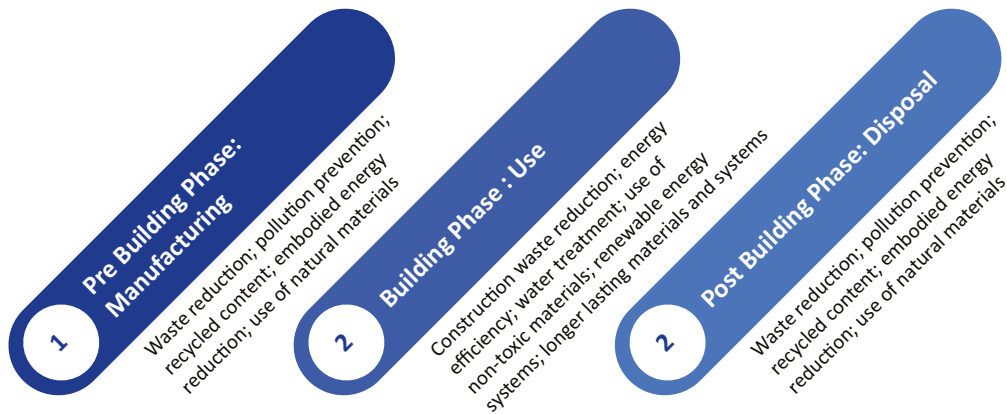 1
Pre Building Phase:
Manufacturing
Waste reduction; pollution prevention;
recycled content; embodied energy
reduction; use of natural materials
2
Building Phase : Use
Construction waste reduction; energy
efficiency; water treatment; use of
non-toxic materials; renewable energy
systems; longer lasting materials and systems
2
Post Building Phase: Disposal
Waste reduction; pollution prevention;
recycled content; embodied energy
reduction; use of natural materials